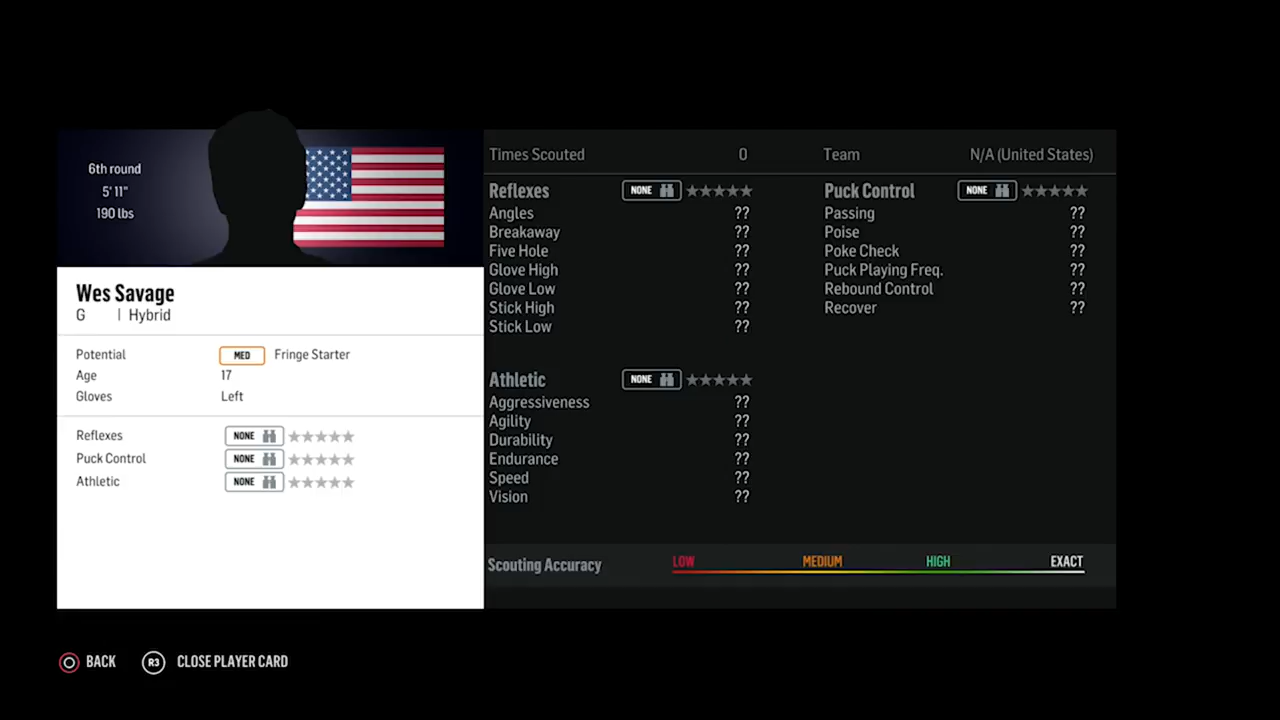 6th round
5' 11"
190 lbs
Wes Savage
G | Hybrid
Potential MED Fringe Starter
Age 17
Gloves Left
Reflexes NONE
Puck Control NONE
Athletic NONE
Times Scouted 0
Team N/A (United States)
Reflexes NONE
Angles ??
Breakaway ??
Five Hole ??
Glove High ??
Glove Low ??
Stick High ??
Stick Low ??
Puck Control NONE
Passing ??
Poise ??
Poke Check ??
Puck Playing Freq. ??
Rebound Control ??
Recover ??
Athletic NONE
Aggressiveness ??
Agility ??
Durability ??
Endurance ??
Speed ??
Vision ??
Scouting Accuracy LOW MEDIUM HIGH EXACT
BACK R3 CLOSE PLAYER CARD